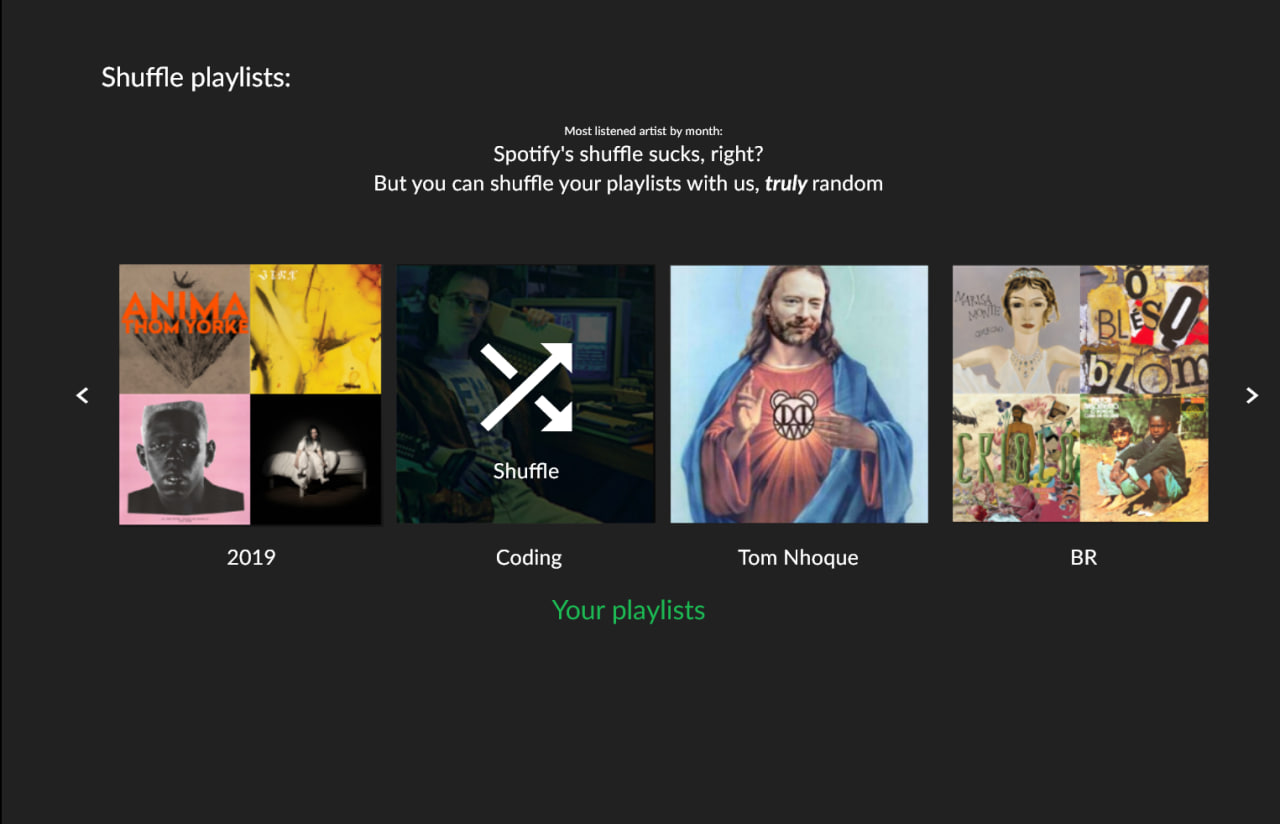 Shuffle playlists:
Most listened artist by month:
Spotify's shuffle sucks, right?
But you can shuffle your playlists with us, truly random
ANIMA
THOM YORKE
MARISA
MONTE
Ó
BLÉSQ
BLOM
CRIOLO
Shuffle
2019
Coding
Tom Nhoque
BR
Your playlists